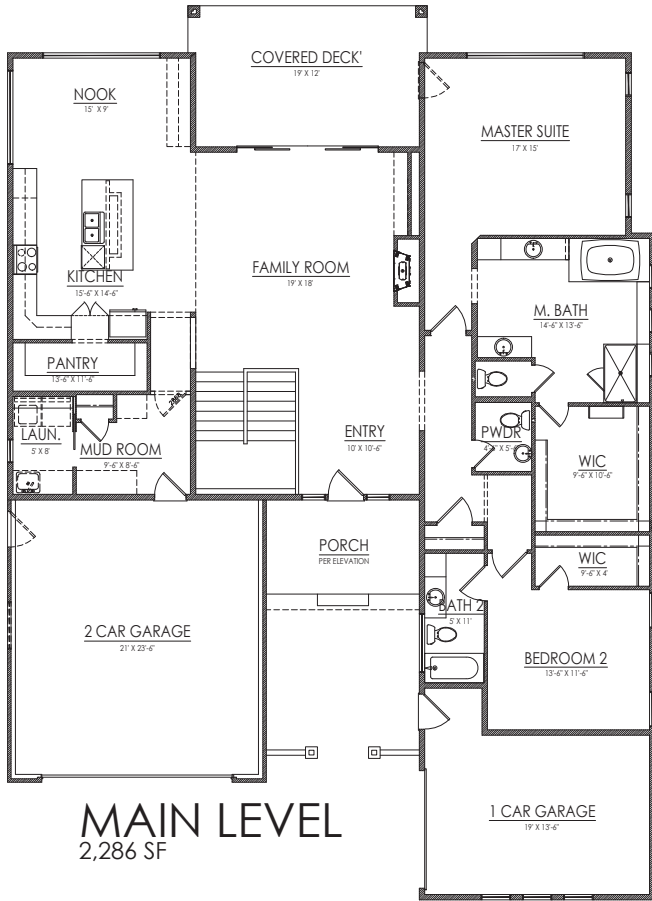 COVERED DECK'
19' X 12'
NOOK
15' X 9'
MASTER SUITE
17' X 15'
KITCHEN
15'-6" X 14'-6"
FAMILY ROOM
19' X 18'
M. BATH
14'-6" X 13'-6"
PANTRY
13'-6" X 11'-6"
LAUN.
5' X 8'
MUD ROOM
9'-6" X 8'-6"
ENTRY
10' X 10'-6"
PWDR
WIC
9'-6" X 10'-6"
PORCH
PER ELEVATION
WIC
9'-6" X 4'
2 CAR GARAGE
21' X 23'-6"
BATH 2
5' X 11'
BEDROOM 2
13'-6" X 11'-6"
1 CAR GARAGE
19' X 13'-6"
MAIN LEVEL
2,286 SF